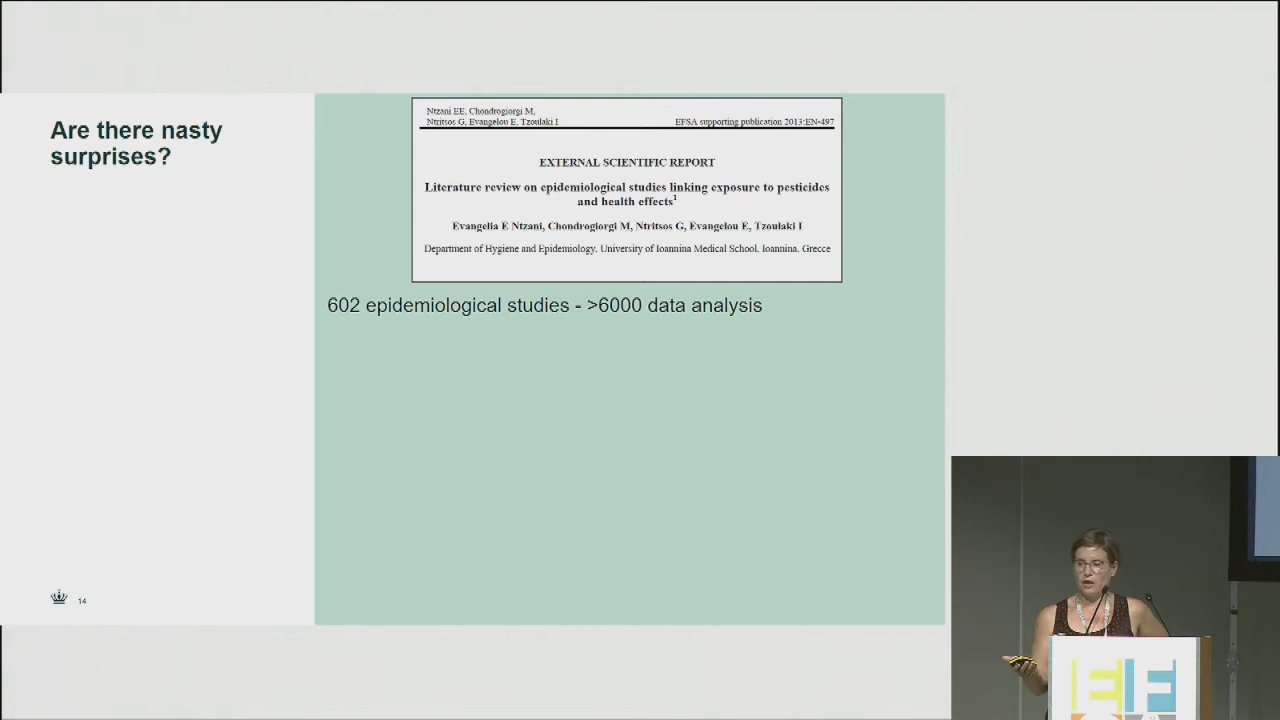 Are there nasty
surprises?
Ntzani EE, Chondrogiorgi M,
Ntritsos G, Evangelou E, Tzoulaki I
EFSA supporting publication 2013:EN-497
EXTERNAL SCIENTIFIC REPORT
Literature review on epidemiological studies linking exposure to pesticides
and health effects1
Evangelia E Ntzani, Chondrogiorgi M, Ntritsos G, Evangelou E, Tzoulaki I
Department of Hygiene and Epidemiology, University of Ioannina Medical School, Ioannina, Greece
602 epidemiological studies - >6000 data analysis
14
EF